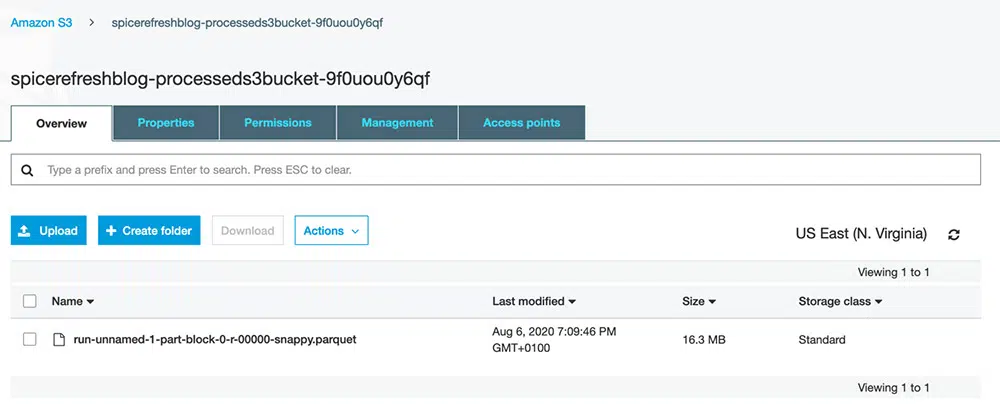 Amazon S3 > spicerefreshblog-processeds3bucket-9f0uou0y6qf
spicerefreshblog-processeds3bucket-9f0uou0y6qf
Overview Properties Permissions Management Access points
Type a prefix and press Enter to search. Press ESC to clear.
Upload + Create folder Download Actions US East (N. Virginia)
Viewing 1 to 1
Name Last modified Size Storage class
run-unnamed-1-part-block-0-r-00000-snappy.parquet Aug 6, 2020 7:09:46 PM 16.3 MB Standard
GMT+0100
Viewing 1 to 1